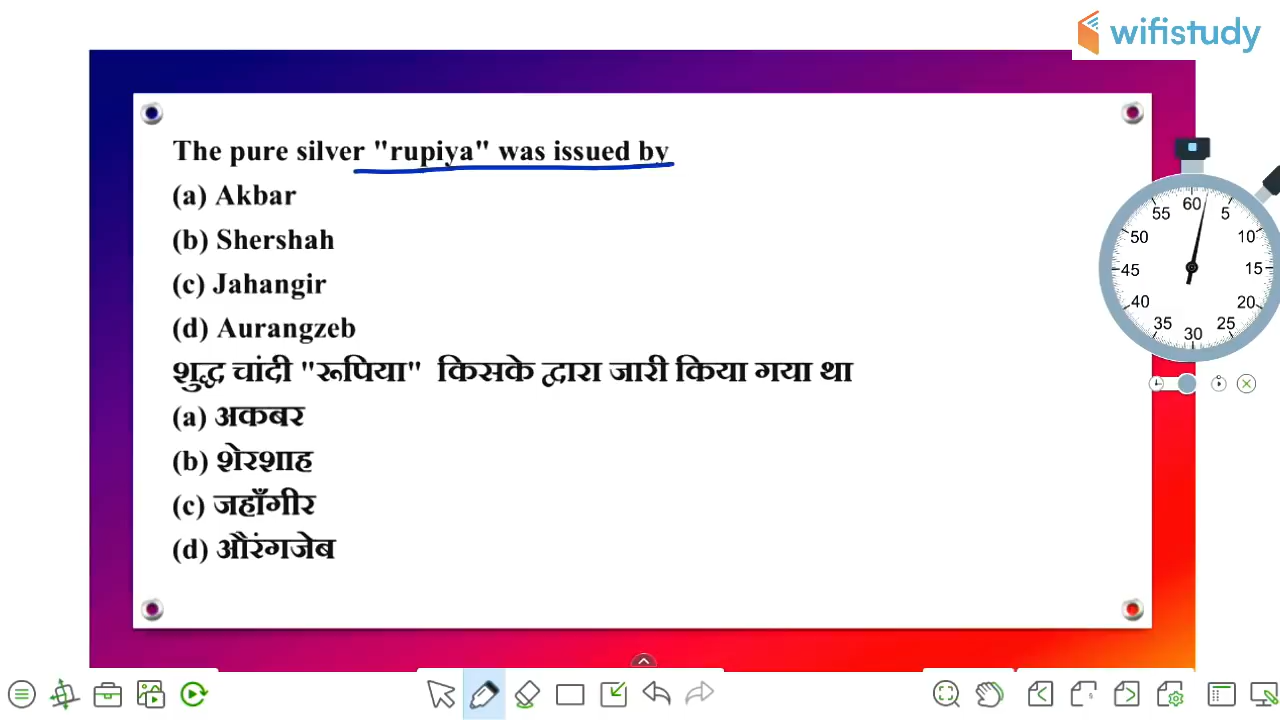 wifistudy
The pure silver "rupiya" was issued by
(a) Akbar
(b) Shershah
(c) Jahangir
(d) Aurangzeb
शुद्ध चांदी "रूपिया" किसके द्वारा जारी किया गया था
(a) अकबर
(b) शेरशाह
(c) जहाँगीर
(d) औरंगजेब
60
55 5
50 10
45 15
40 20
35 25
30